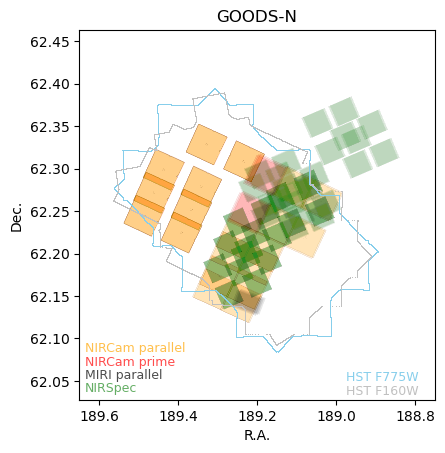 GOODS-N
62.45
62.40
62.35
62.30
62.25
62.20
62.15
62.10
62.05
Dec.
NIRCam parallel
NIRCam prime
MIRI parallel
NIRSpec
HST F775W
HST F160W
189.6 189.4 189.2 189.0 188.8
R.A.